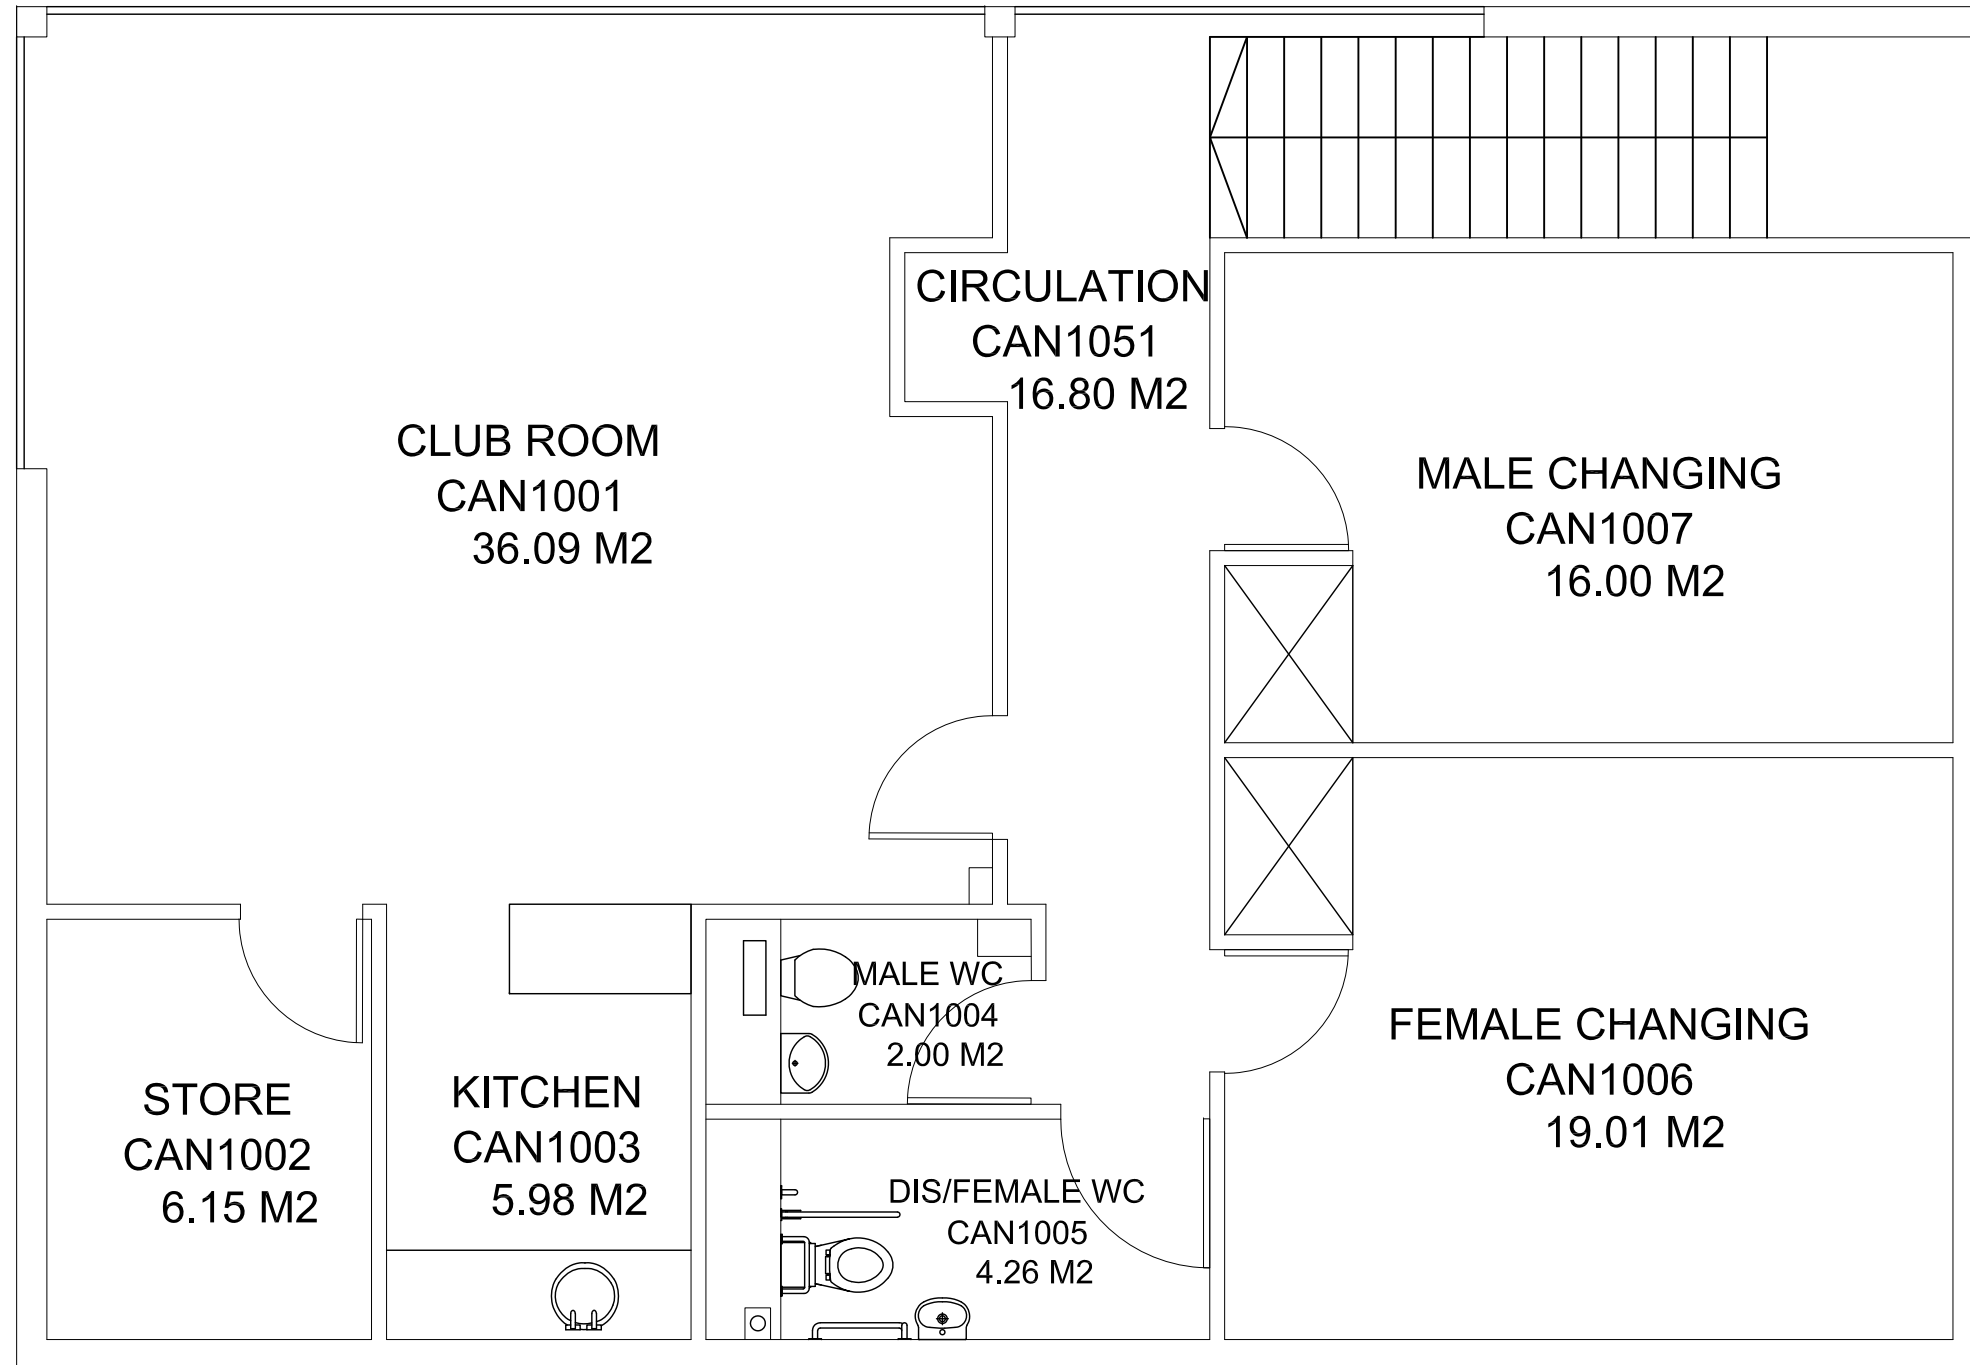 CIRCULATION
CAN1051
16.80 M2
CLUB ROOM
CAN1001
36.09 M2
MALE CHANGING
CAN1007
16.00 M2
MALE WC
CAN1004
2.00 M2
FEMALE CHANGING
CAN1006
19.01 M2
STORE
CAN1002
6.15 M2
KITCHEN
CAN1003
5.98 M2
DIS/FEMALE WC
CAN1005
4.26 M2